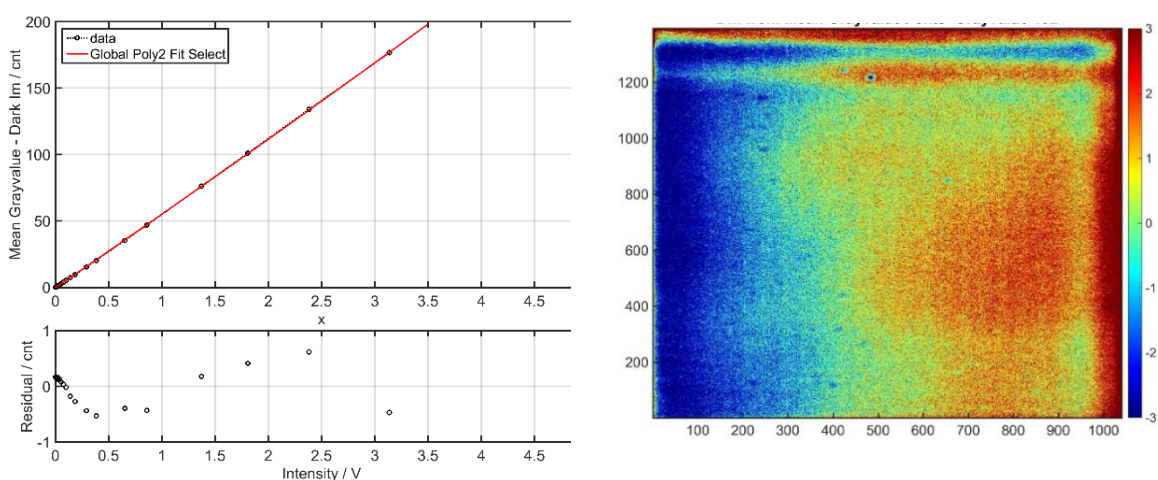 data
Global Poly2 Fit Select
Mean Grayvalue - Dark Im / cnt
200
150
100
50
0
0 0.5 1 1.5 2 2.5 3 3.5 4 4.5
x
Residual / cnt
1
0
-1
0 0.5 1 1.5 2 2.5 3 3.5 4 4.5
Intensity / V
1200
1000
800
600
400
200
100 200 300 400 500 600 700 800 900 1000
3
2
1
0
-1
-2
-3